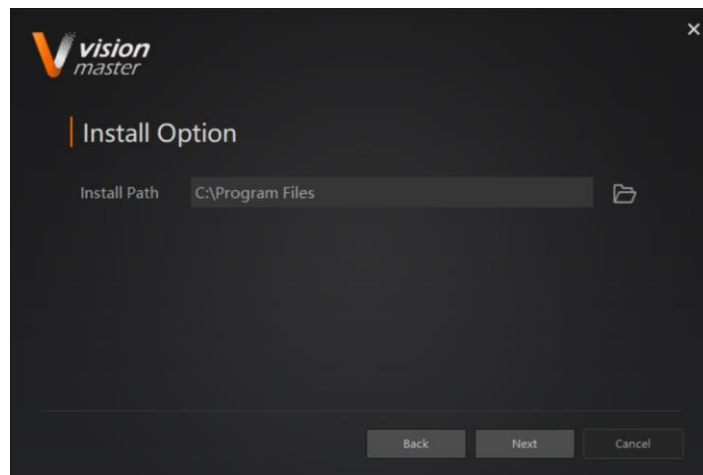 vision
master
Install Option
Install Path C:\Program Files
Back Next Cancel